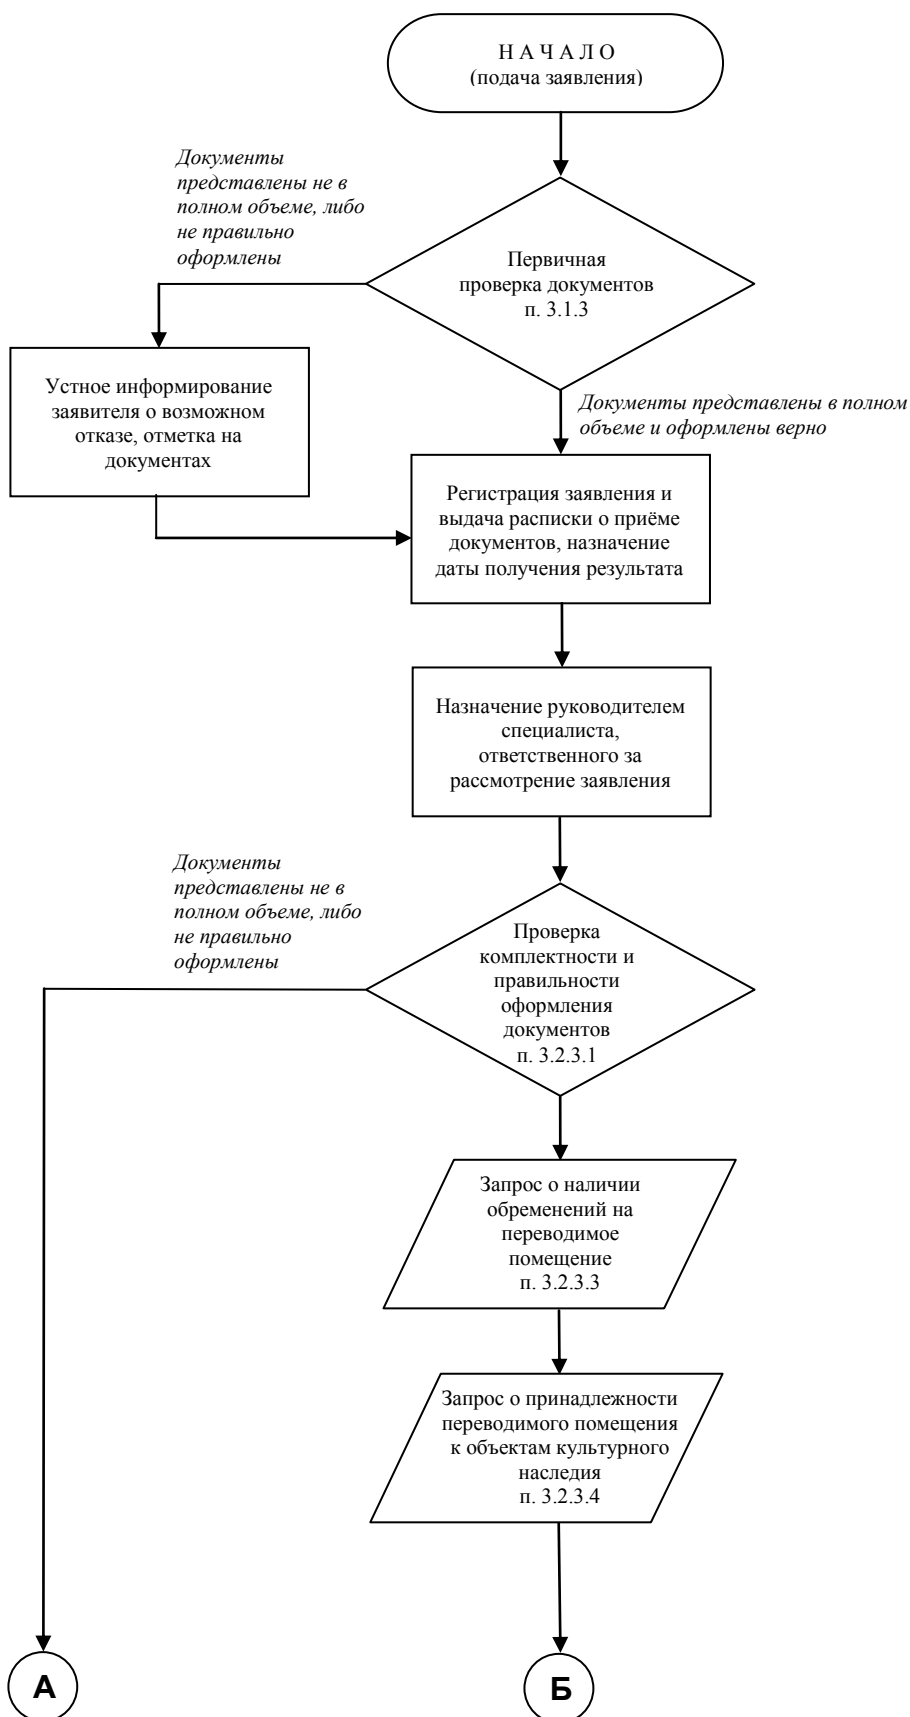 Н А Ч А Л О
(подача заявления)
Документы
представлены не в
полном объеме, либо
не правильно
оформлены
Первичная
проверка документов
п. 3.1.3
Устное информирование
заявителя о возможном
отказе, отметка на
документах
Документы представлены в полном
объеме и оформлены верно
Регистрация заявления и
выдача расписки о приёме
документов, назначение
даты получения результата
Назначение руководителем
специалиста,
ответственного за
рассмотрение заявления
Документы
представлены не в
полном объеме, либо
не правильно
оформлены
Проверка
комплектности и
правильности
оформления
документов
п. 3.2.3.1
Запрос о наличии
обременений на
переводимое
помещение
п. 3.2.3.3
Запрос о принадлежности
переводимого помещения
к объектам культурного
наследия
п. 3.2.3.4
А
Б